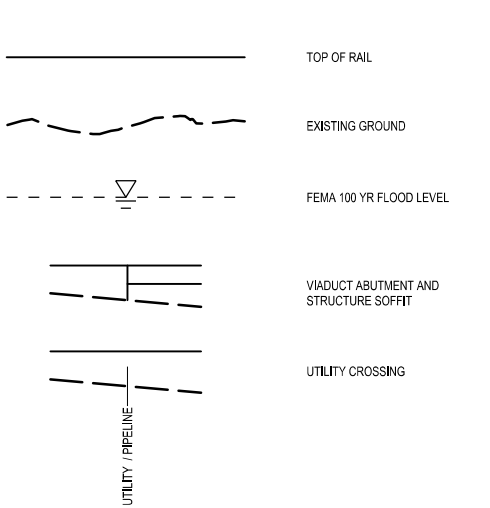 TOP OF RAIL
EXISTING GROUND
FEMA 100 YR FLOOD LEVEL
VIADUCT ABUTMENT AND
STRUCTURE SOFFIT
UTILITY CROSSING
UTILITY / PIPELINE